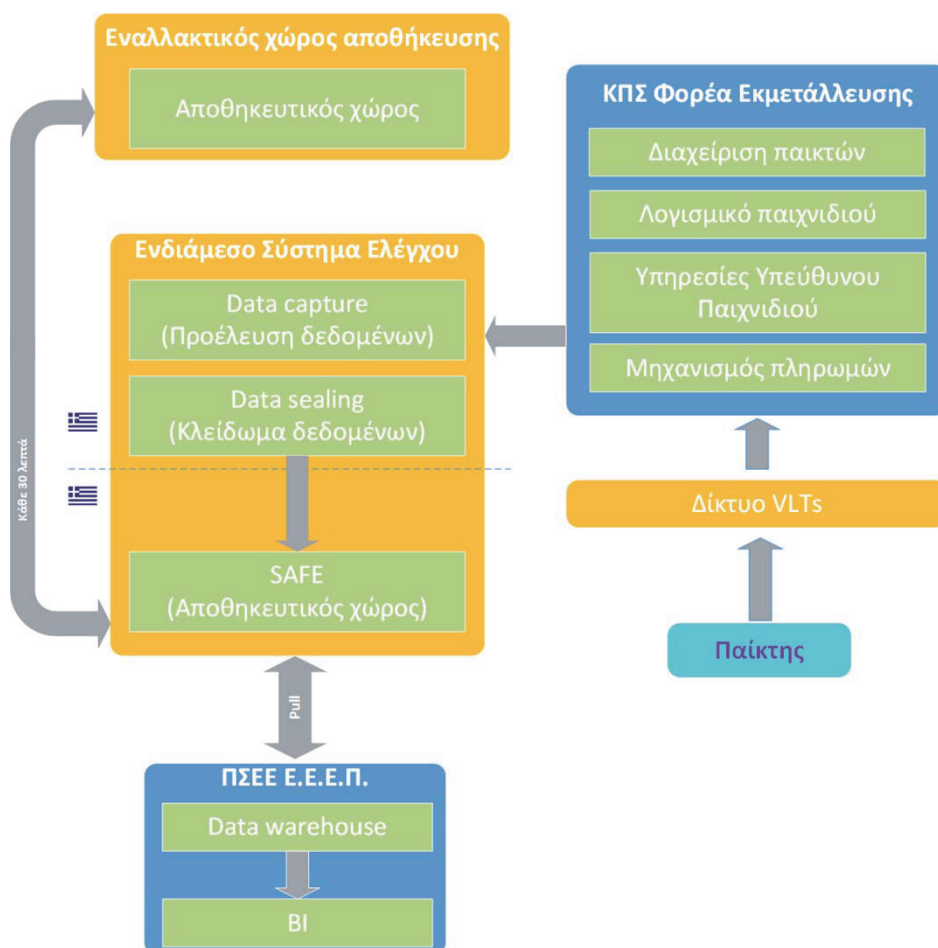 Εναλλακτικός χώρος αποθήκευσης
Αποθηκευτικός χώρος
ΚΠΣ Φορέα Εκμετάλλευσης
Διαχείριση παικτών
Λογισμικό παιχνιδιού
Υπηρεσίες Υπεύθυνου
Παιχνιδιού
Μηχανισμός πληρωμών
Ενδιάμεσο Σύστημα Ελέγχου
Data capture
(Προέλευση δεδομένων)
Data sealing
(Κλείδωμα δεδομένων)
Κάθε 30 λεπτά
SAFE
(Αποθηκευτικός χώρος)
Δίκτυο VLTs
Παίκτης
Pull
ΠΣΕΕ Ε.Ε.Ε.Π.
Data warehouse
BI